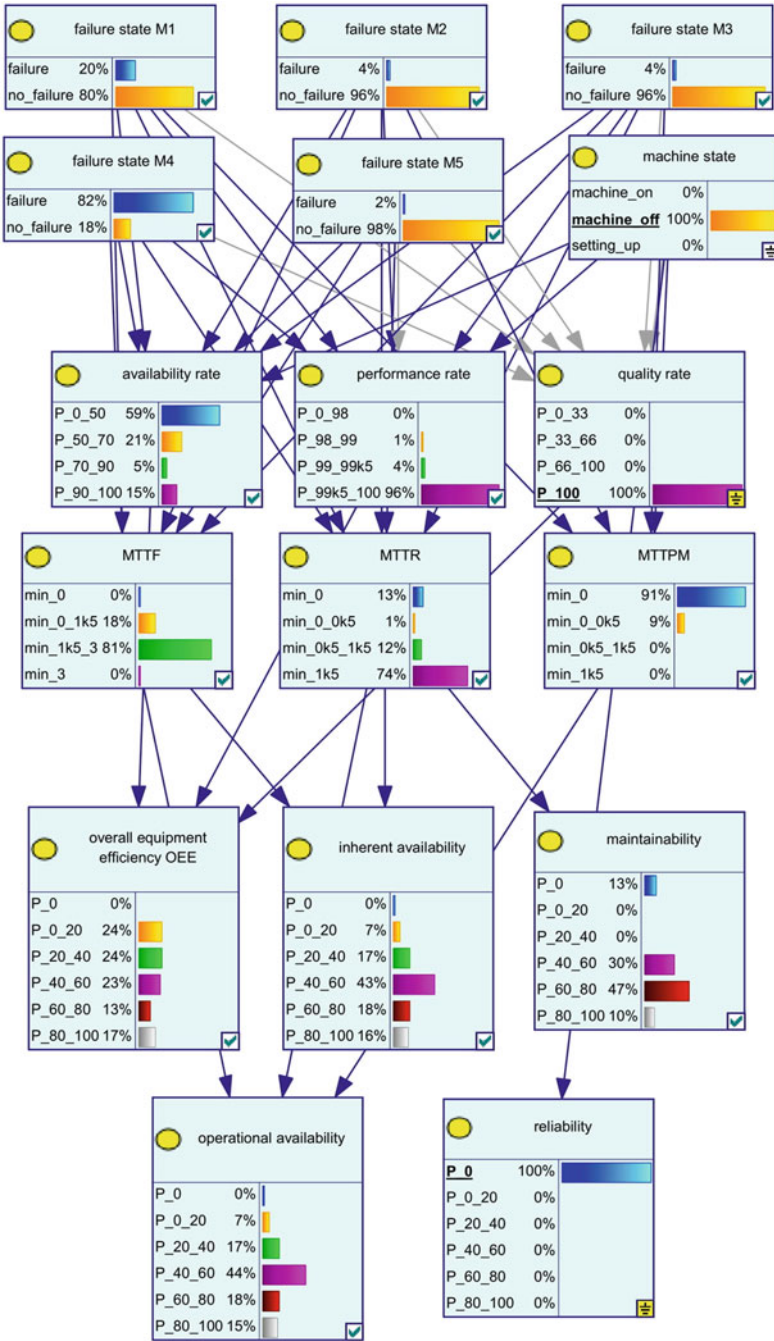 failure state M1
failure 20%
no_failure 80%
failure state M2
failure 4%
no_failure 96%
failure state M3
failure 4%
no_failure 96%
failure state M4
failure 82%
no_failure 18%
failure state M5
failure 2%
no_failure 98%
machine state
machine_on 0%
machine_off 100%
setting_up 0%
availability rate
P_0_50 59%
P_50_70 21%
P_70_90 5%
P_90_100 15%
performance rate
P_0_98 0%
P_98_99 1%
P_99_99k5 4%
P_99k5_100 96%
quality rate
P_0_33 0%
P_33_66 0%
P_66_100 0%
P_100 100%
MTTF
min_0 0%
min_0_1k5 18%
min_1k5_3 81%
min_3 0%
MTTR
min_0 13%
min_0_0k5 1%
min_0k5_1k5 12%
min_1k5 74%
MTTPM
min_0 91%
min_0_0k5 9%
min_0k5_1k5 0%
min_1k5 0%
overall equipment
efficiency OEE
P_0 0%
P_0_20 24%
P_20_40 24%
P_40_60 23%
P_60_80 13%
P_80_100 17%
inherent availability
P_0 0%
P_0_20 7%
P_20_40 17%
P_40_60 43%
P_60_80 18%
P_80_100 16%
maintainability
P_0 13%
P_0_20 0%
P_20_40 0%
P_40_60 30%
P_60_80 47%
P_80_100 10%
operational availability
P_0 0%
P_0_20 7%
P_20_40 17%
P_40_60 44%
P_60_80 18%
P_80_100 15%
reliability
P_0 100%
P_0_20 0%
P_20_40 0%
P_40_60 0%
P_60_80 0%
P_80_100 0%